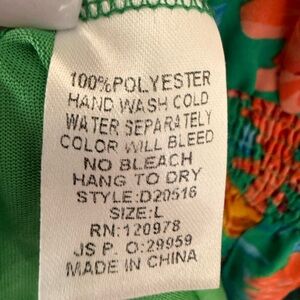 100%POLYESTER
HAND WASH COLD
WATER SEPARATELY
COLOR WILL BLEED
NO BLEACH
HANG TO DRY
STYLE:D20516
SIZE:L
RN:120978
JS P. O:29959
MADE IN CHINA